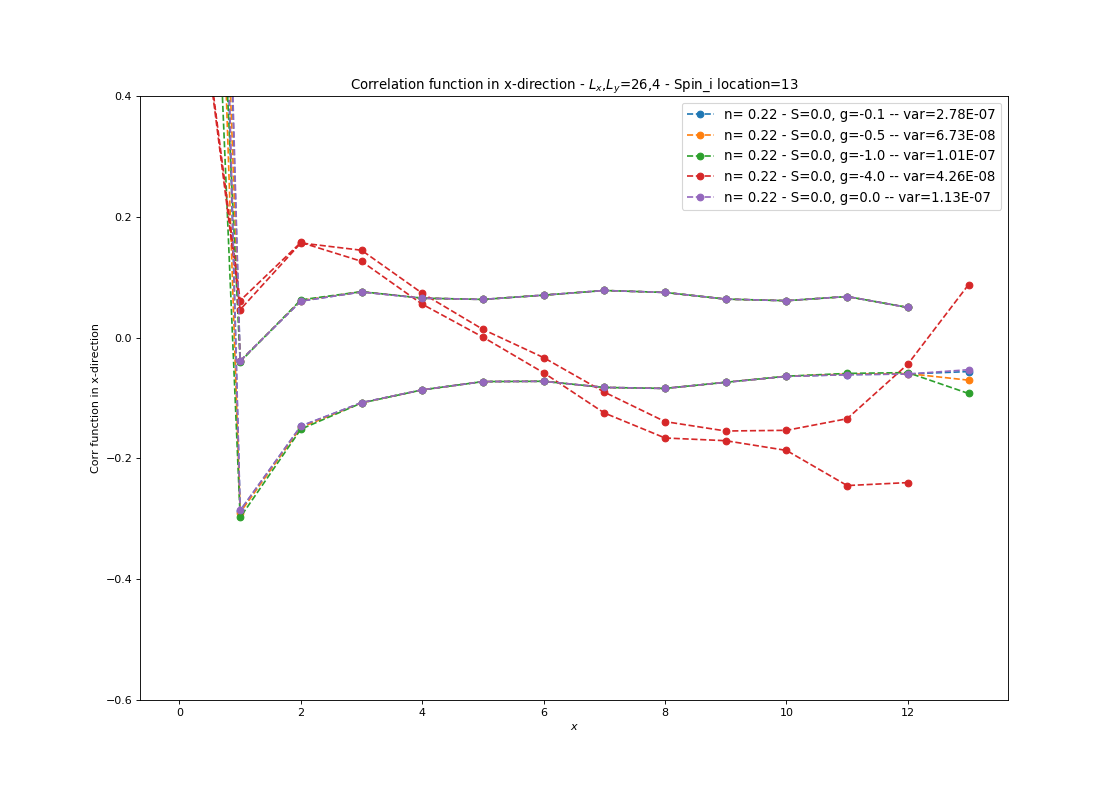 Correlation function in x-direction - Lx,Ly=26,4 - Spin_i location=13
n= 0.22 - S=0.0, g=-0.1 -- var=2.78E-07
n= 0.22 - S=0.0, g=-0.5 -- var=6.73E-08
n= 0.22 - S=0.0, g=-1.0 -- var=1.01E-07
n= 0.22 - S=0.0, g=-4.0 -- var=4.26E-08
n= 0.22 - S=0.0, g=0.0 -- var=1.13E-07
Corr function in x-direction
0.4
0.2
0.0
−0.2
−0.4
−0.6
0 2 4 6 8 10 12
x